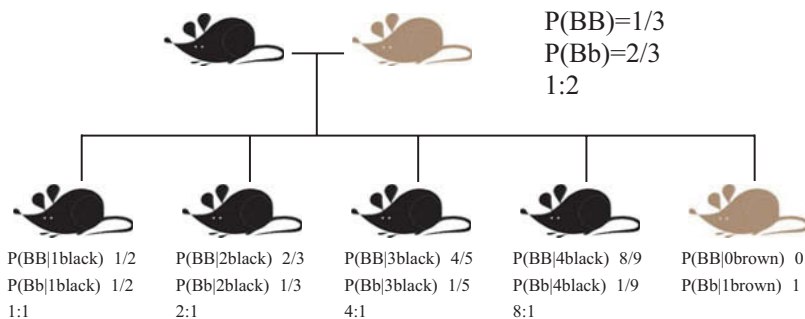 P(BB)=1/3
P(Bb)=2/3
1:2
P(BB|1black) 1/2
P(Bb|1black) 1/2
1:1
P(BB|2black) 2/3
P(Bb|2black) 1/3
2:1
P(BB|3black) 4/5
P(Bb|3black) 1/5
4:1
P(BB|4black) 8/9
P(Bb|4black) 1/9
8:1
P(BB|0brown) 0
P(Bb|1brown) 1